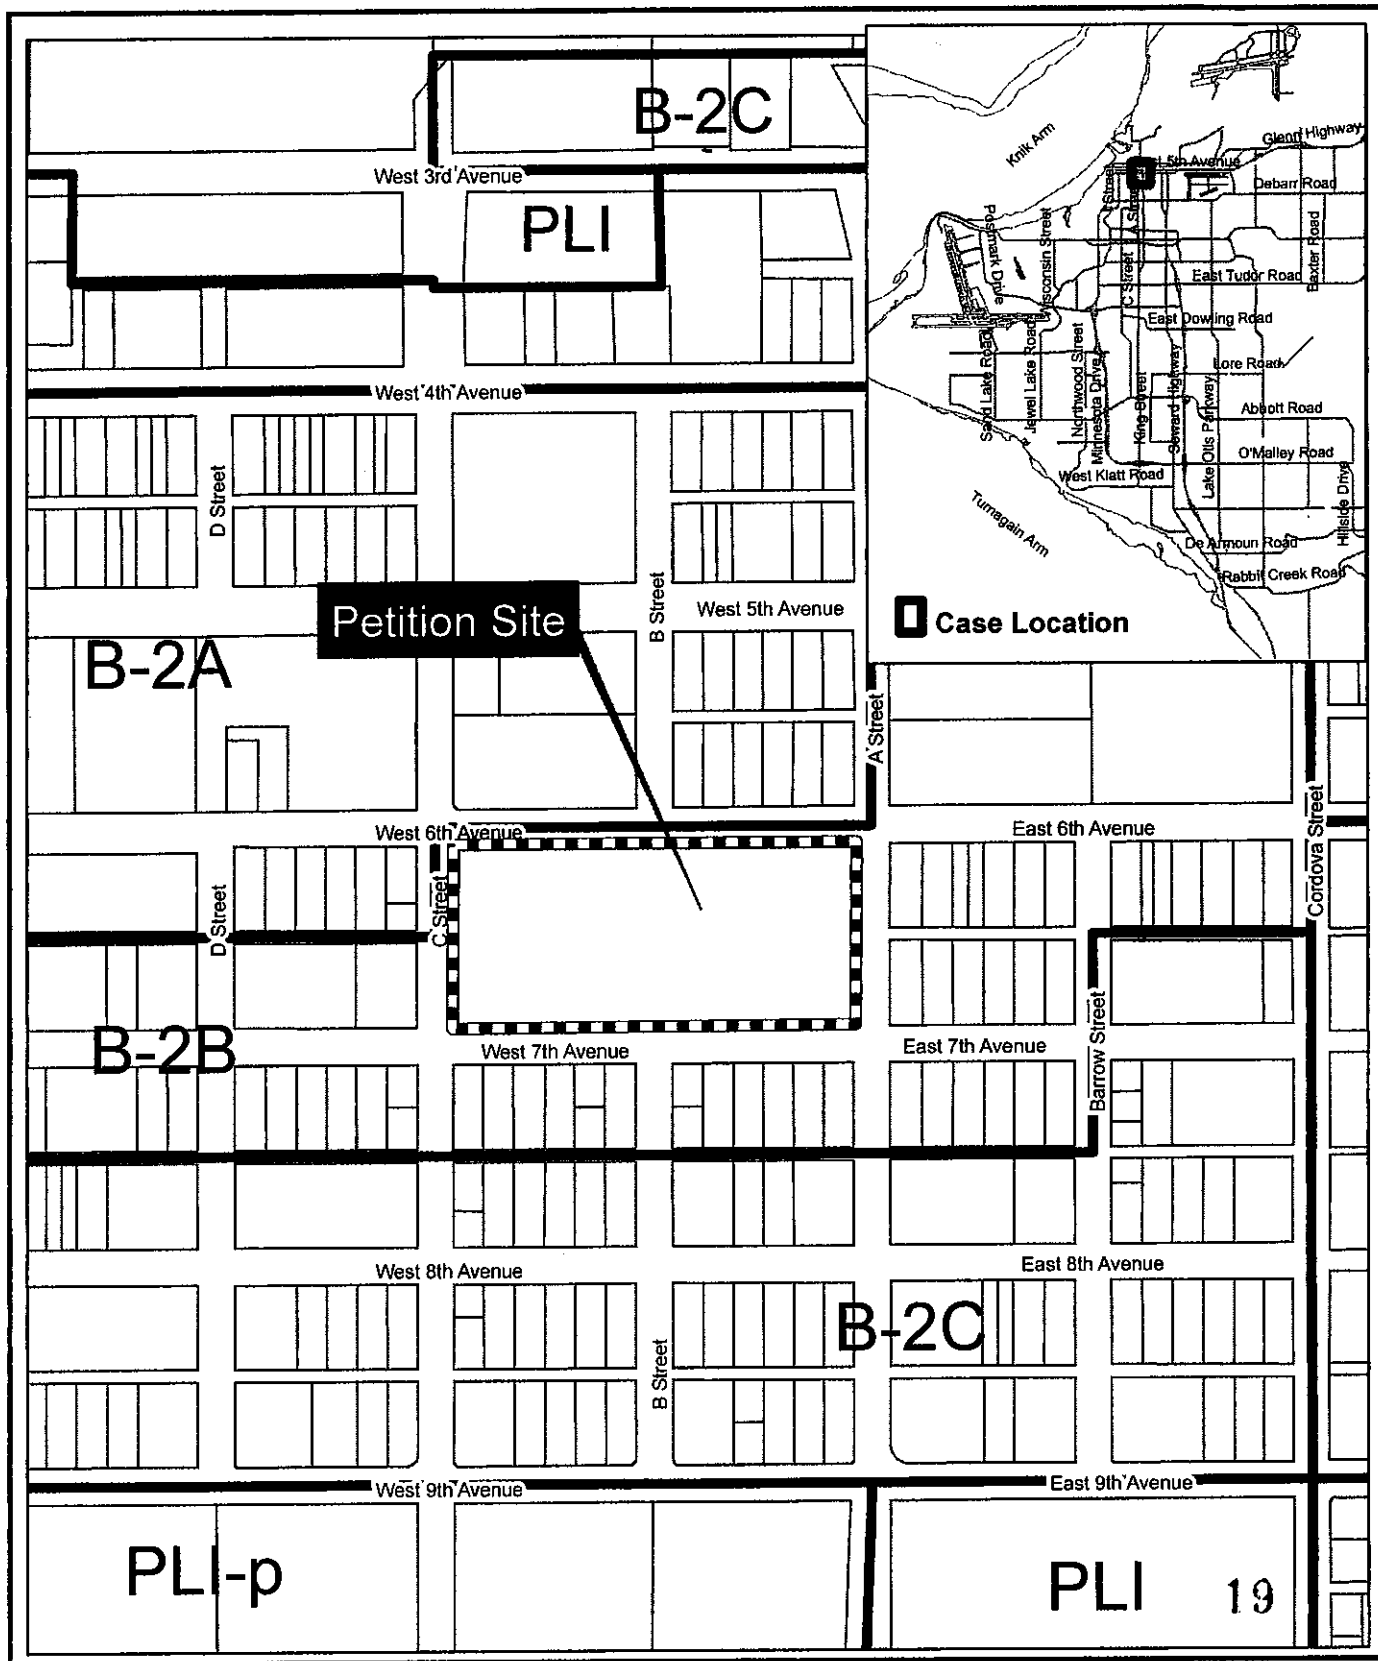 B-2C
West 3rd Avenue
PLI
West 4th Avenue
D Street
B Street
West 5th Avenue
Petition Site
B-2A
A Street
West 6th Avenue
East 6th Avenue
Cordova Street
D Street
C Street
B-2B
West 7th Avenue
East 7th Avenue
Barrow Street
West 8th Avenue
East 8th Avenue
B-2C
B Street
West 9th Avenue
East 9th Avenue
PLI-p
PLI
19
Knik Arm
Glenn Highway
5th Avenue
Debarr Road
Street
A Street
Postmark Drive
Wisconsin Street
C Street
Baxter Road
East Tudor Road
East Dowling Road
Sand Lake Road
Jewel Lake Road
Northwood Street
Minnesota Drive
King Street
Seward Highway
Lake Otis Parkway
Lore Road
Abbott Road
O'Malley Road
West Klatt Road
Hillside Drive
Turnagain Arm
De Armoun Road
Rabbit Creek Road
Case Location